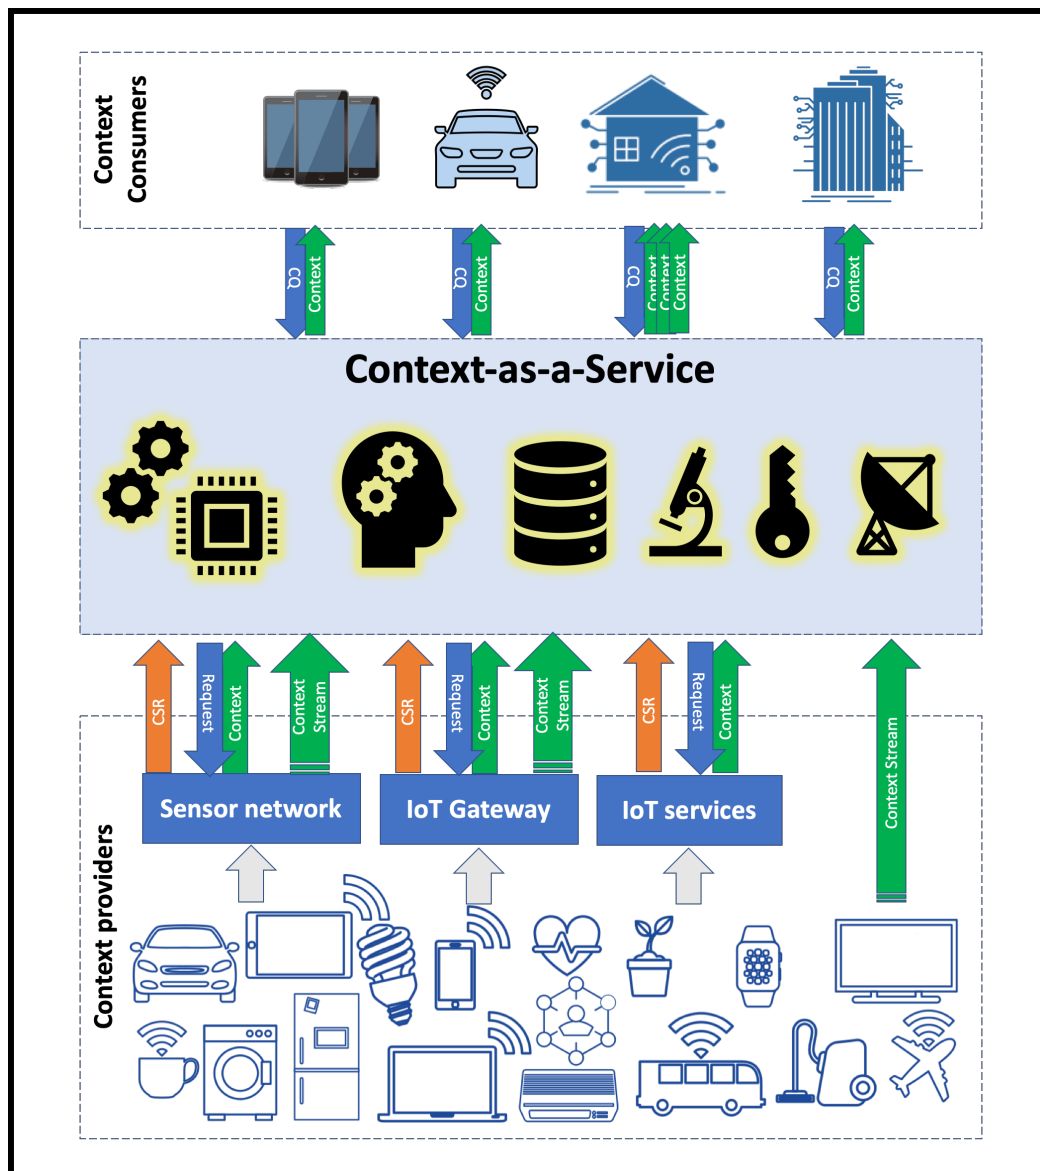 Context
Consumers
CQ
Context
CQ
Context
CQ
Context
Context
Context
CQ
Context
Context-as-a-Service
CSR
Request
Context
Context
Stream
CSR
Request
Context
Context
Stream
CSR
Request
Context
Context Stream
Sensor network
IoT Gateway
IoT services
Context providers